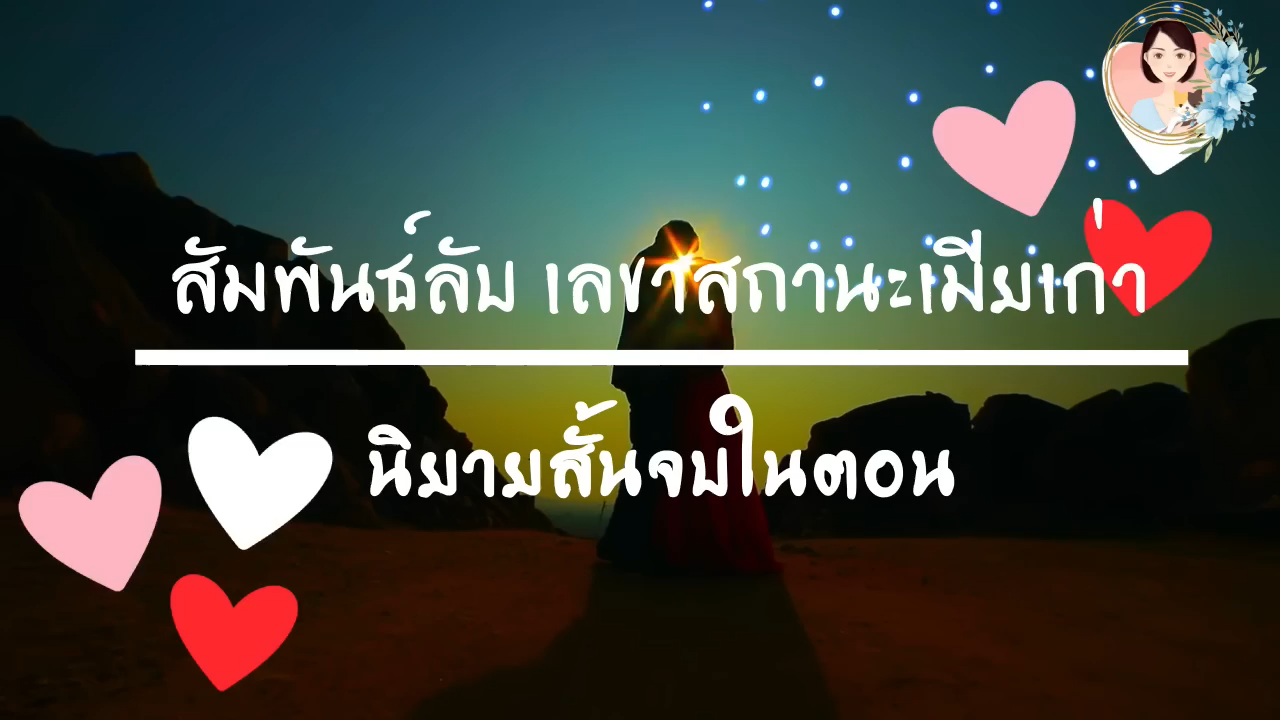 สัมพันธ์ลับ เลขาสถานะเมียเก่า
นิยายสั้นจบในตอน